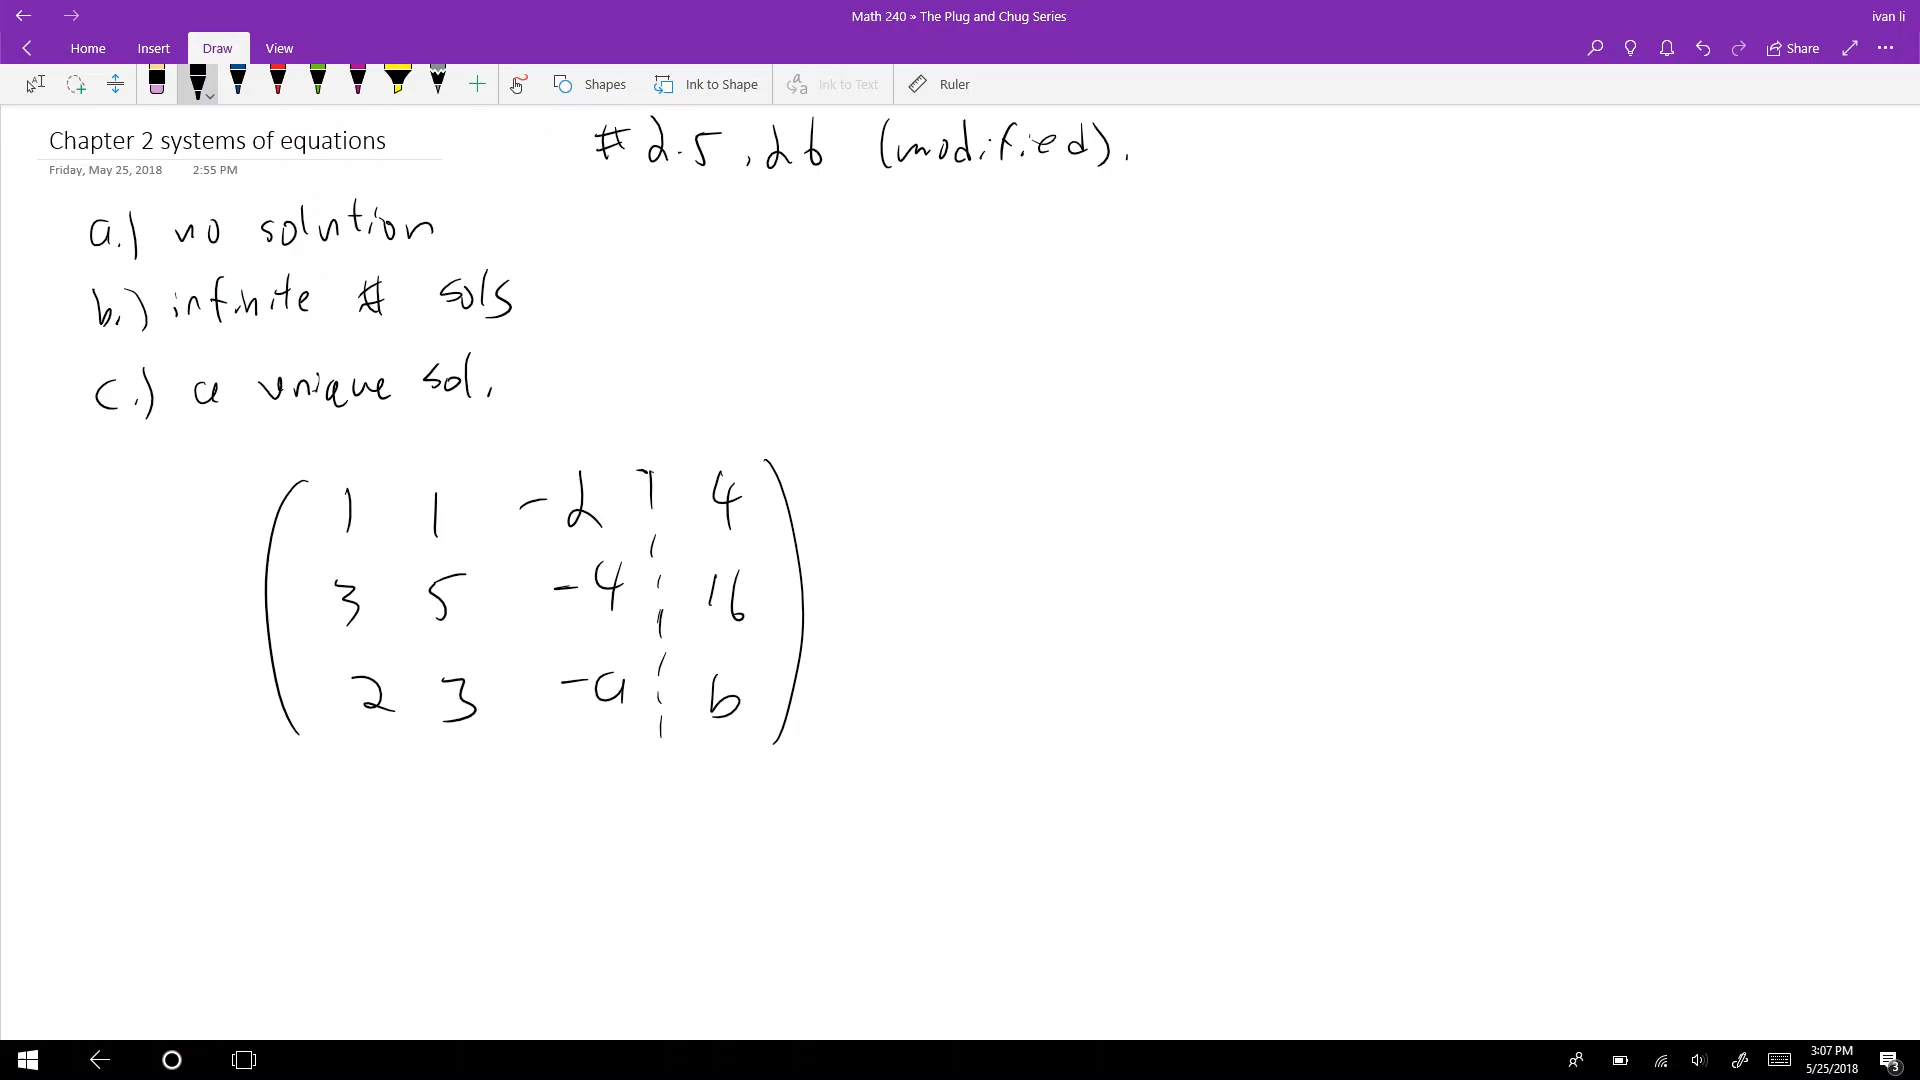 Math 240 » The Plug and Chug Series
ivan li
Home Insert Draw View
Share
Shapes Ink to Shape Ink to Text Ruler
Chapter 2 systems of equations
Friday, May 25, 2018 2:55 PM
# 2.5, 26 (modified).
a.) no solution
b.) infinite # sols
c.) a unique sol.
1 1 -2 4
3 5 -4 16
2 3 -a b
3:07 PM
5/25/2018
3